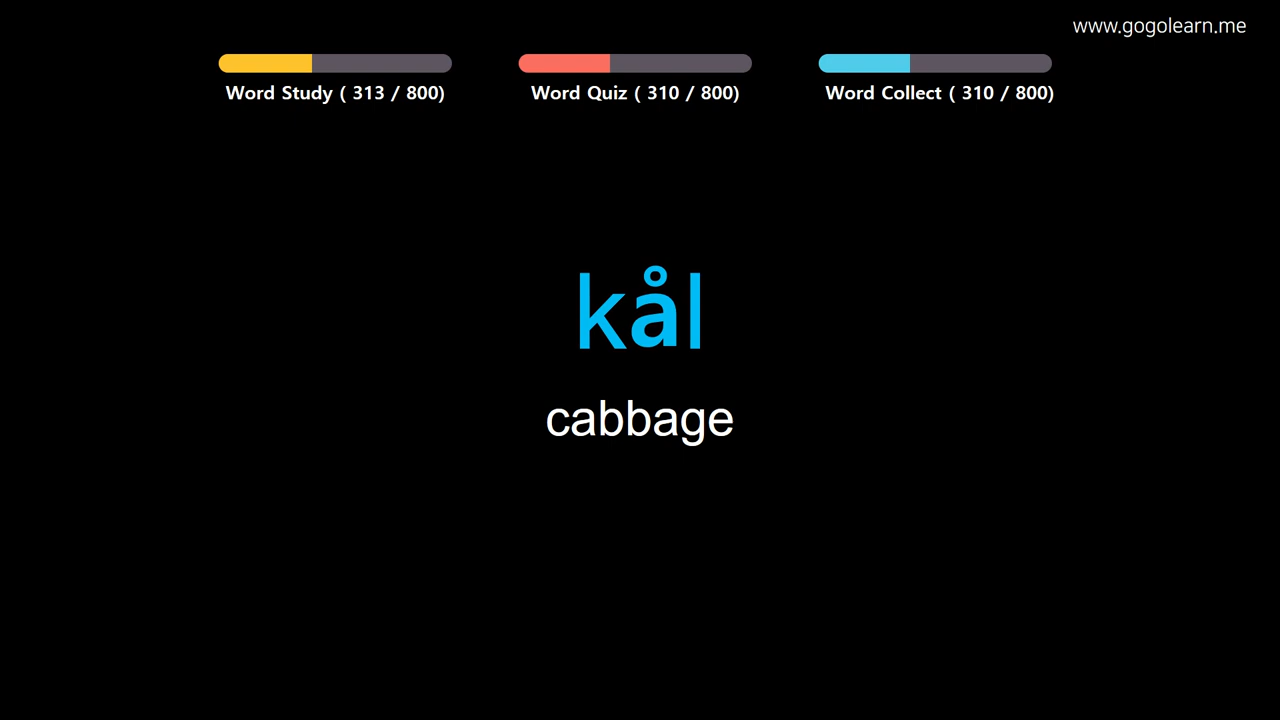 www.gogolearn.me
Word Study ( 313 / 800)
Word Quiz ( 310 / 800)
Word Collect ( 310 / 800)
kål
cabbage